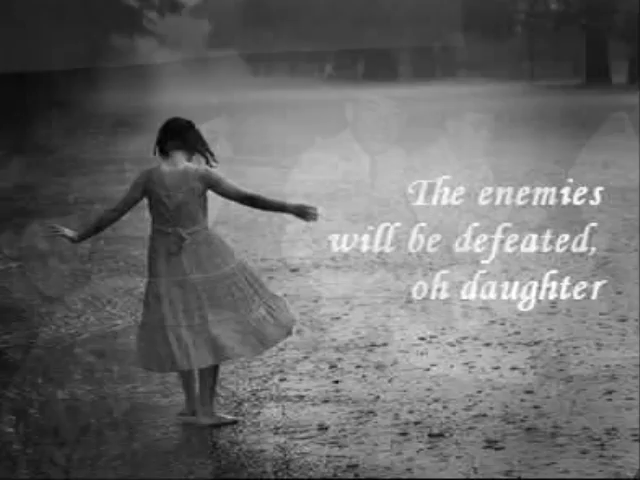 The enemies
will be defeated,
oh daughter